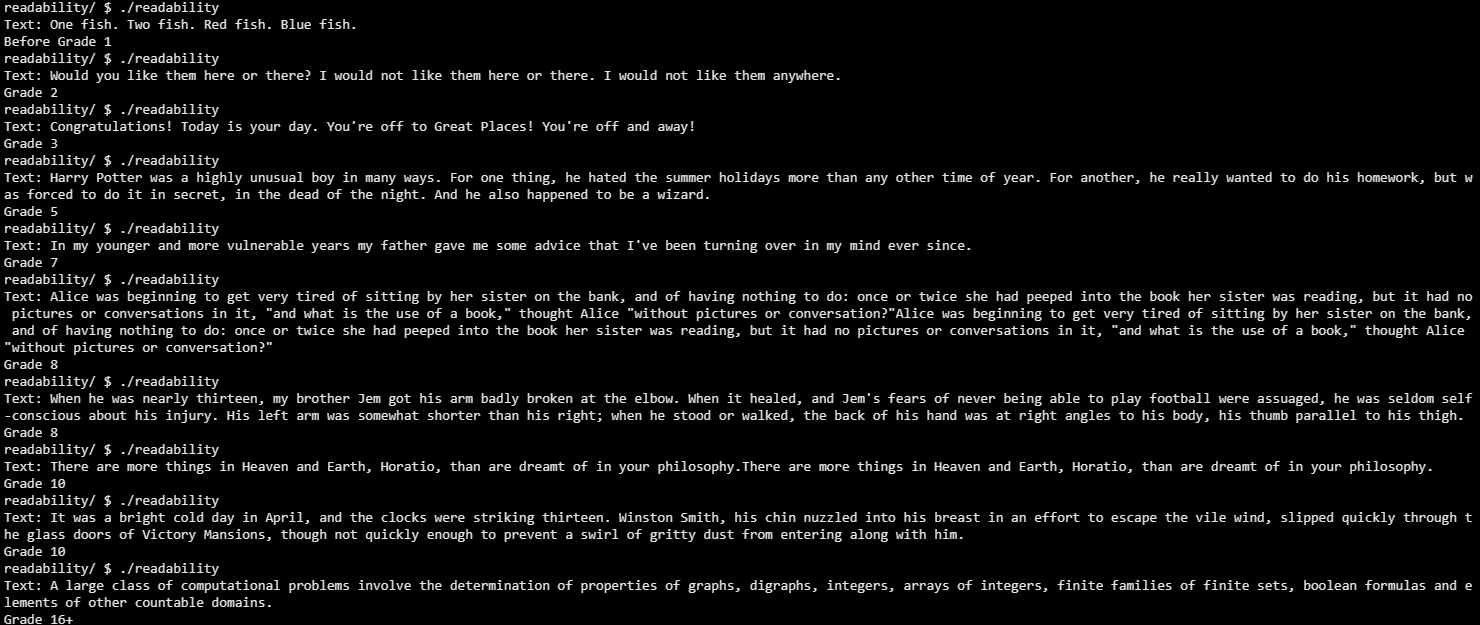 readability/ $ ./readability
Text: One fish. Two fish. Red fish. Blue fish.
Before Grade 1
readability/ $ ./readability
Text: Would you like them here or there? I would not like them here or there. I would not like them anywhere.
Grade 2
readability/ $ ./readability
Text: Congratulations! Today is your day. You're off to Great Places! You're off and away!
Grade 3
readability/ $ ./readability
Text: Harry Potter was a highly unusual boy in many ways. For one thing, he hated the summer holidays more than any other time of year. For another, he really wanted to do his homework, but w
as forced to do it in secret, in the dead of the night. And he also happened to be a wizard.
Grade 5
readability/ $ ./readability
Text: In my younger and more vulnerable years my father gave me some advice that I've been turning over in my mind ever since.
Grade 7
readability/ $ ./readability
Text: Alice was beginning to get very tired of sitting by her sister on the bank, and of having nothing to do: once or twice she had peeped into the book her sister was reading, but it had no
 pictures or conversations in it, "and what is the use of a book," thought Alice "without pictures or conversation?"Alice was beginning to get very tired of sitting by her sister on the bank,
 and of having nothing to do: once or twice she had peeped into the book her sister was reading, but it had no pictures or conversations in it, "and what is the use of a book," thought Alice
"without pictures or conversation?"
Grade 8
readability/ $ ./readability
Text: When he was nearly thirteen, my brother Jem got his arm badly broken at the elbow. When it healed, and Jem's fears of never being able to play football were assuaged, he was seldom self
-conscious about his injury. His left arm was somewhat shorter than his right; when he stood or walked, the back of his hand was at right angles to his body, his thumb parallel to his thigh.
Grade 8
readability/ $ ./readability
Text: There are more things in Heaven and Earth, Horatio, than are dreamt of in your philosophy.There are more things in Heaven and Earth, Horatio, than are dreamt of in your philosophy.
Grade 10
readability/ $ ./readability
Text: It was a bright cold day in April, and the clocks were striking thirteen. Winston Smith, his chin nuzzled into his breast in an effort to escape the vile wind, slipped quickly through t
he glass doors of Victory Mansions, though not quickly enough to prevent a swirl of gritty dust from entering along with him.
Grade 10
readability/ $ ./readability
Text: A large class of computational problems involve the determination of properties of graphs, digraphs, integers, arrays of integers, finite families of finite sets, boolean formulas and e
lements of other countable domains.
Grade 16+